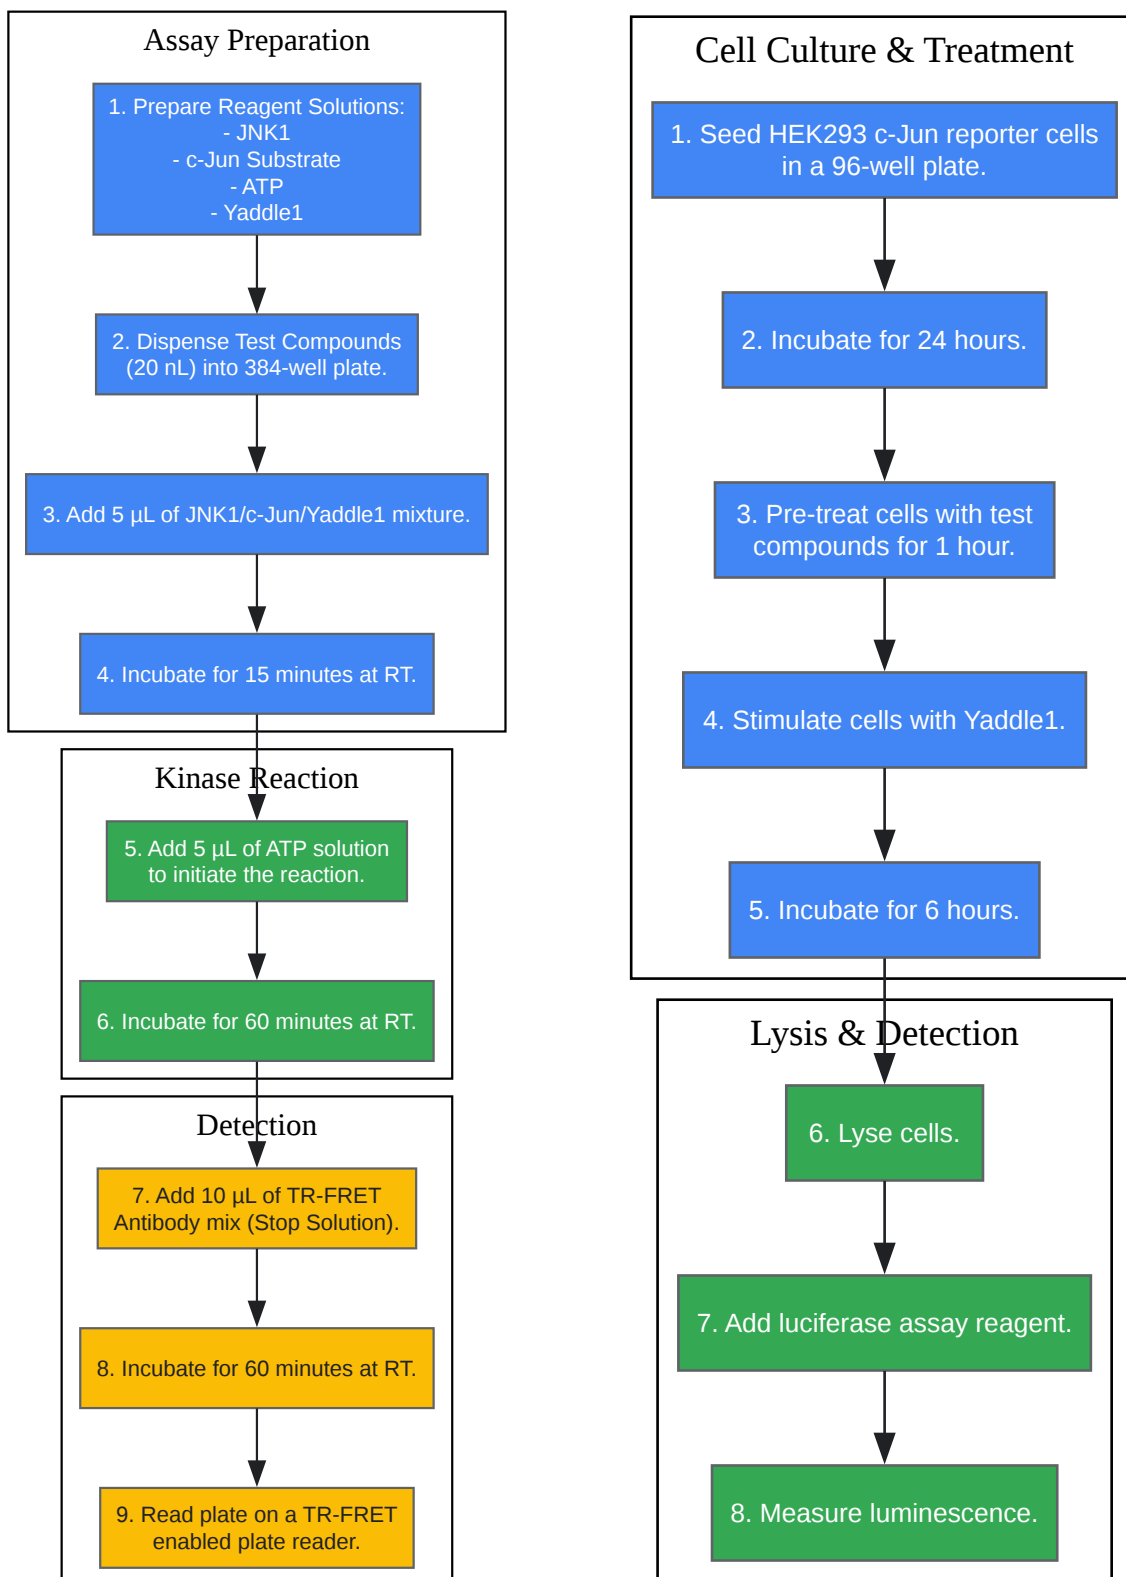 Assay Preparation
1. Prepare Reagent Solutions:
- JNK1
- c-Jun Substrate
- ATP
- Yaddle1
2. Dispense Test Compounds
(20 nL) into 384-well plate.
3. Add 5 µL of JNK1/c-Jun/Yaddle1 mixture.
4. Incubate for 15 minutes at RT.
Kinase Reaction
5. Add 5 µL of ATP solution
to initiate the reaction.
6. Incubate for 60 minutes at RT.
Detection
7. Add 10 µL of TR-FRET
Antibody mix (Stop Solution).
8. Incubate for 60 minutes at RT.
9. Read plate on a TR-FRET
enabled plate reader.
Cell Culture & Treatment
1. Seed HEK293 c-Jun reporter cells
in a 96-well plate.
2. Incubate for 24 hours.
3. Pre-treat cells with test
compounds for 1 hour.
4. Stimulate cells with Yaddle1.
5. Incubate for 6 hours.
Lysis & Detection
6. Lyse cells.
7. Add luciferase assay reagent.
8. Measure luminescence.